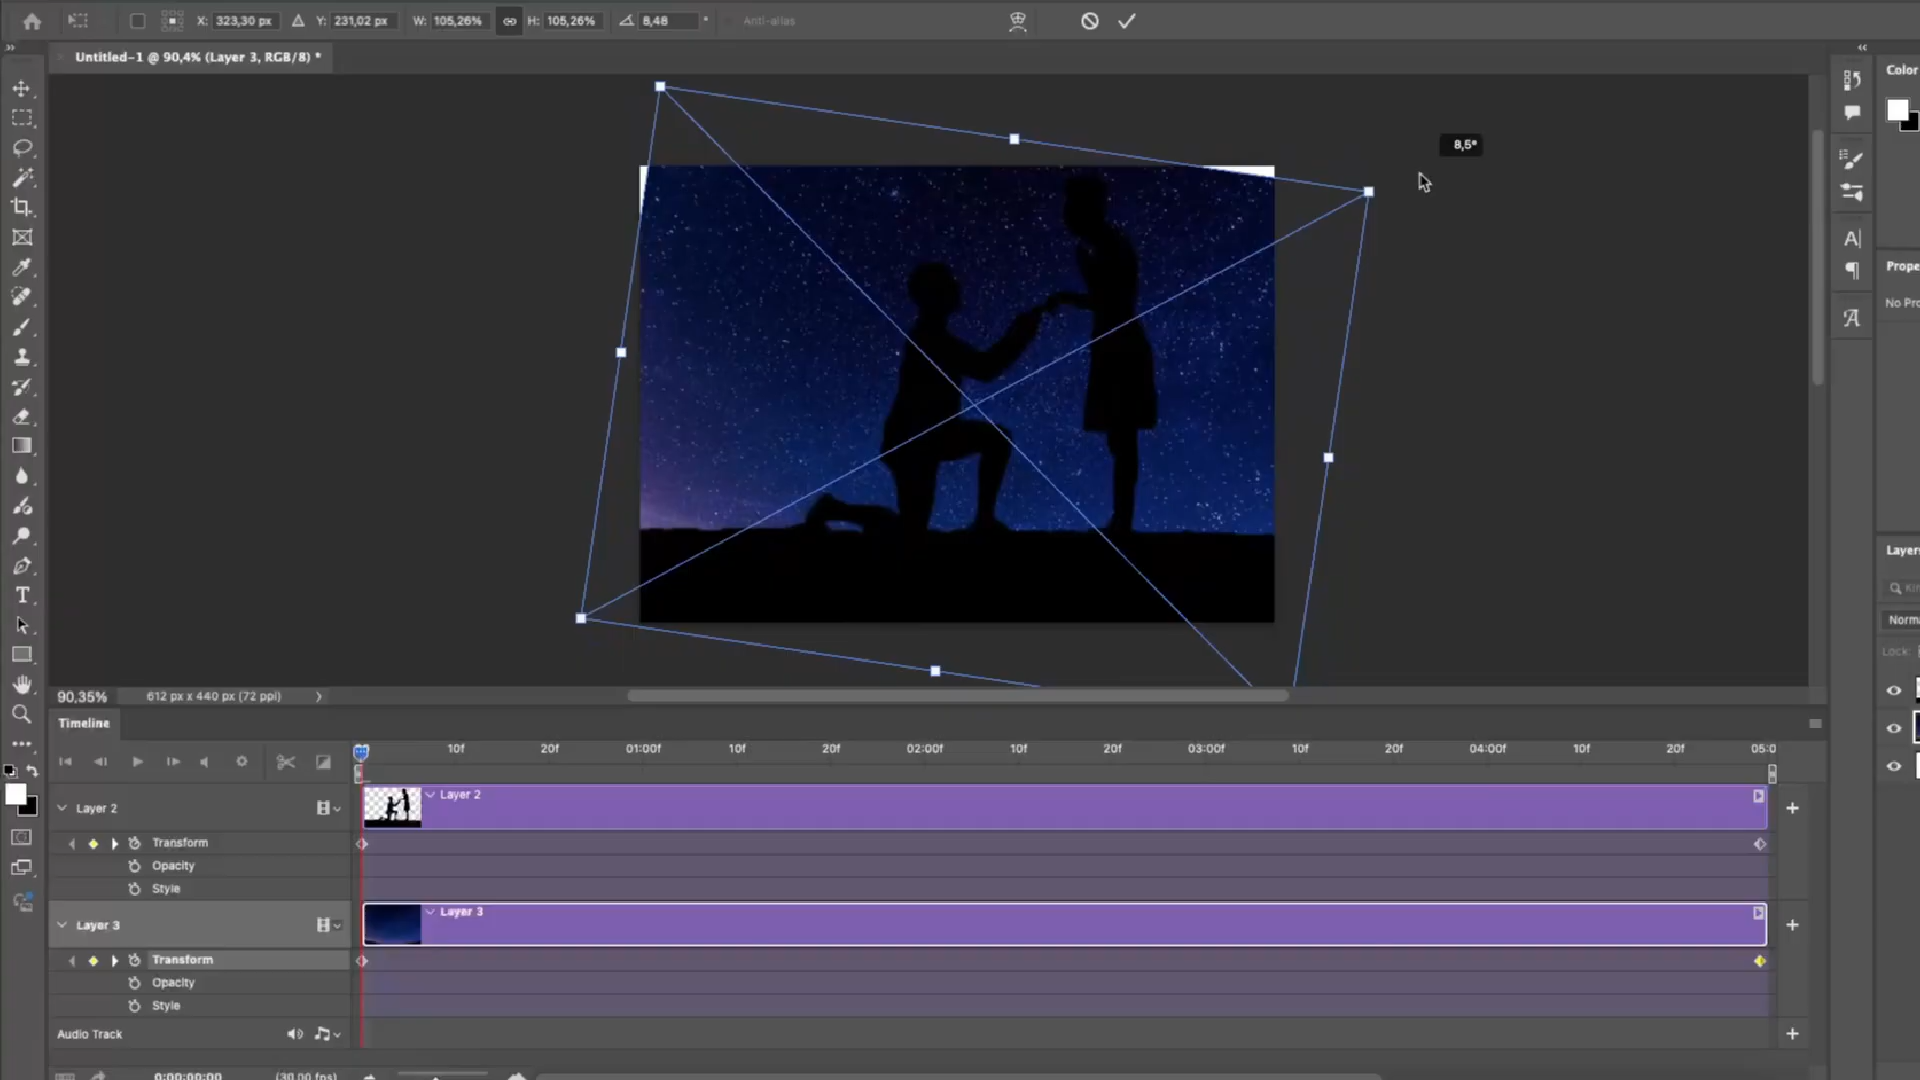 X: 323,30 px Y: 231,02 px W: 105,26% H: 105,26% 8,48 ° Anti-alias
Untitled-1 @ 90,4% (Layer 3, RGB/8) *
Color
8,5°
Prope
No Pro
Layers
Norma
Lock:
90,35% 612 px x 440 px (72 ppi)
Timeline
10f 20f 01:00f 10f 20f 02:00f 10f 20f 03:00f 10f 20f 04:00f 10f 20f 05:0
Layer 2 Layer 2
Transform
Opacity
Style
Layer 3 Layer 3
Transform
Opacity
Style
Audio Track
0:00:00:00 (30,00 fps)